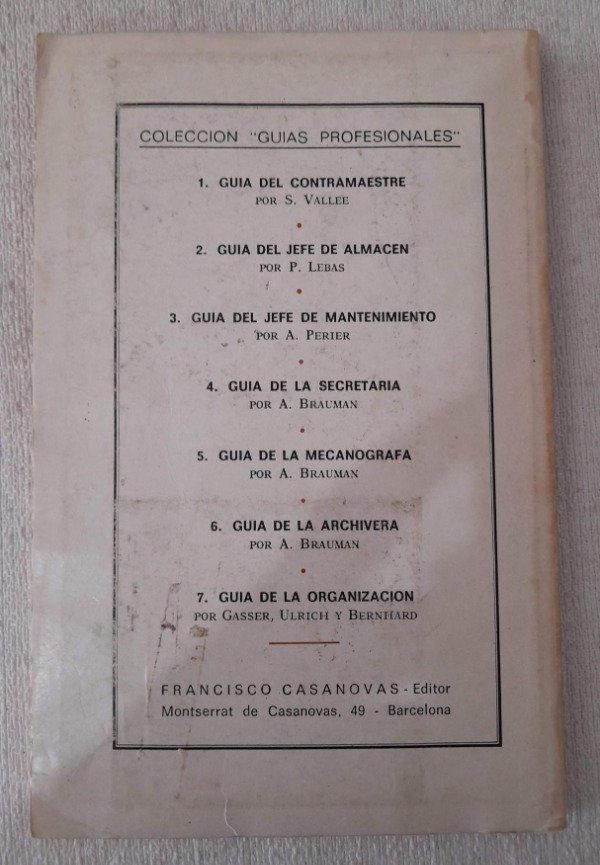 COLECCION "GUIAS PROFESIONALES"
1. GUIA DEL CONTRAMAESTRE
POR S. VALLEE
2. GUIA DEL JEFE DE ALMACEN
POR P. LEBAS
3. GUIA DEL JEFE DE MANTENIMIENTO
POR A. PERIER
4. GUIA DE LA SECRETARIA
POR A. BRAUMAN
5. GUIA DE LA MECANOGRAFA
POR A. BRAUMAN
6. GUIA DE LA ARCHIVERA
POR A. BRAUMAN
7. GUIA DE LA ORGANIZACION
POR GASSER, ULRICH Y BERNHARD
FRANCISCO CASANOVAS - Editor
Montserrat de Casanovas, 49 - Barcelona